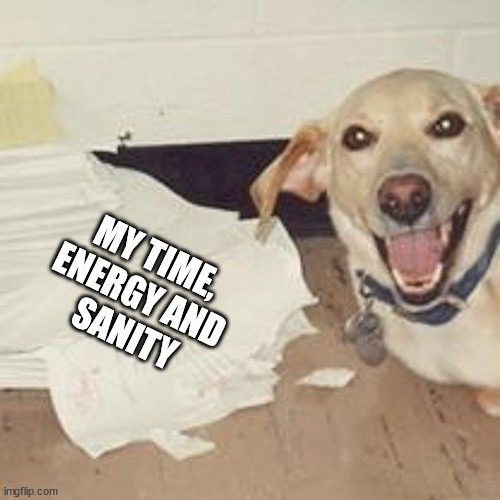 MY TIME,
ENERGY AND
SANITY
imgflip.com